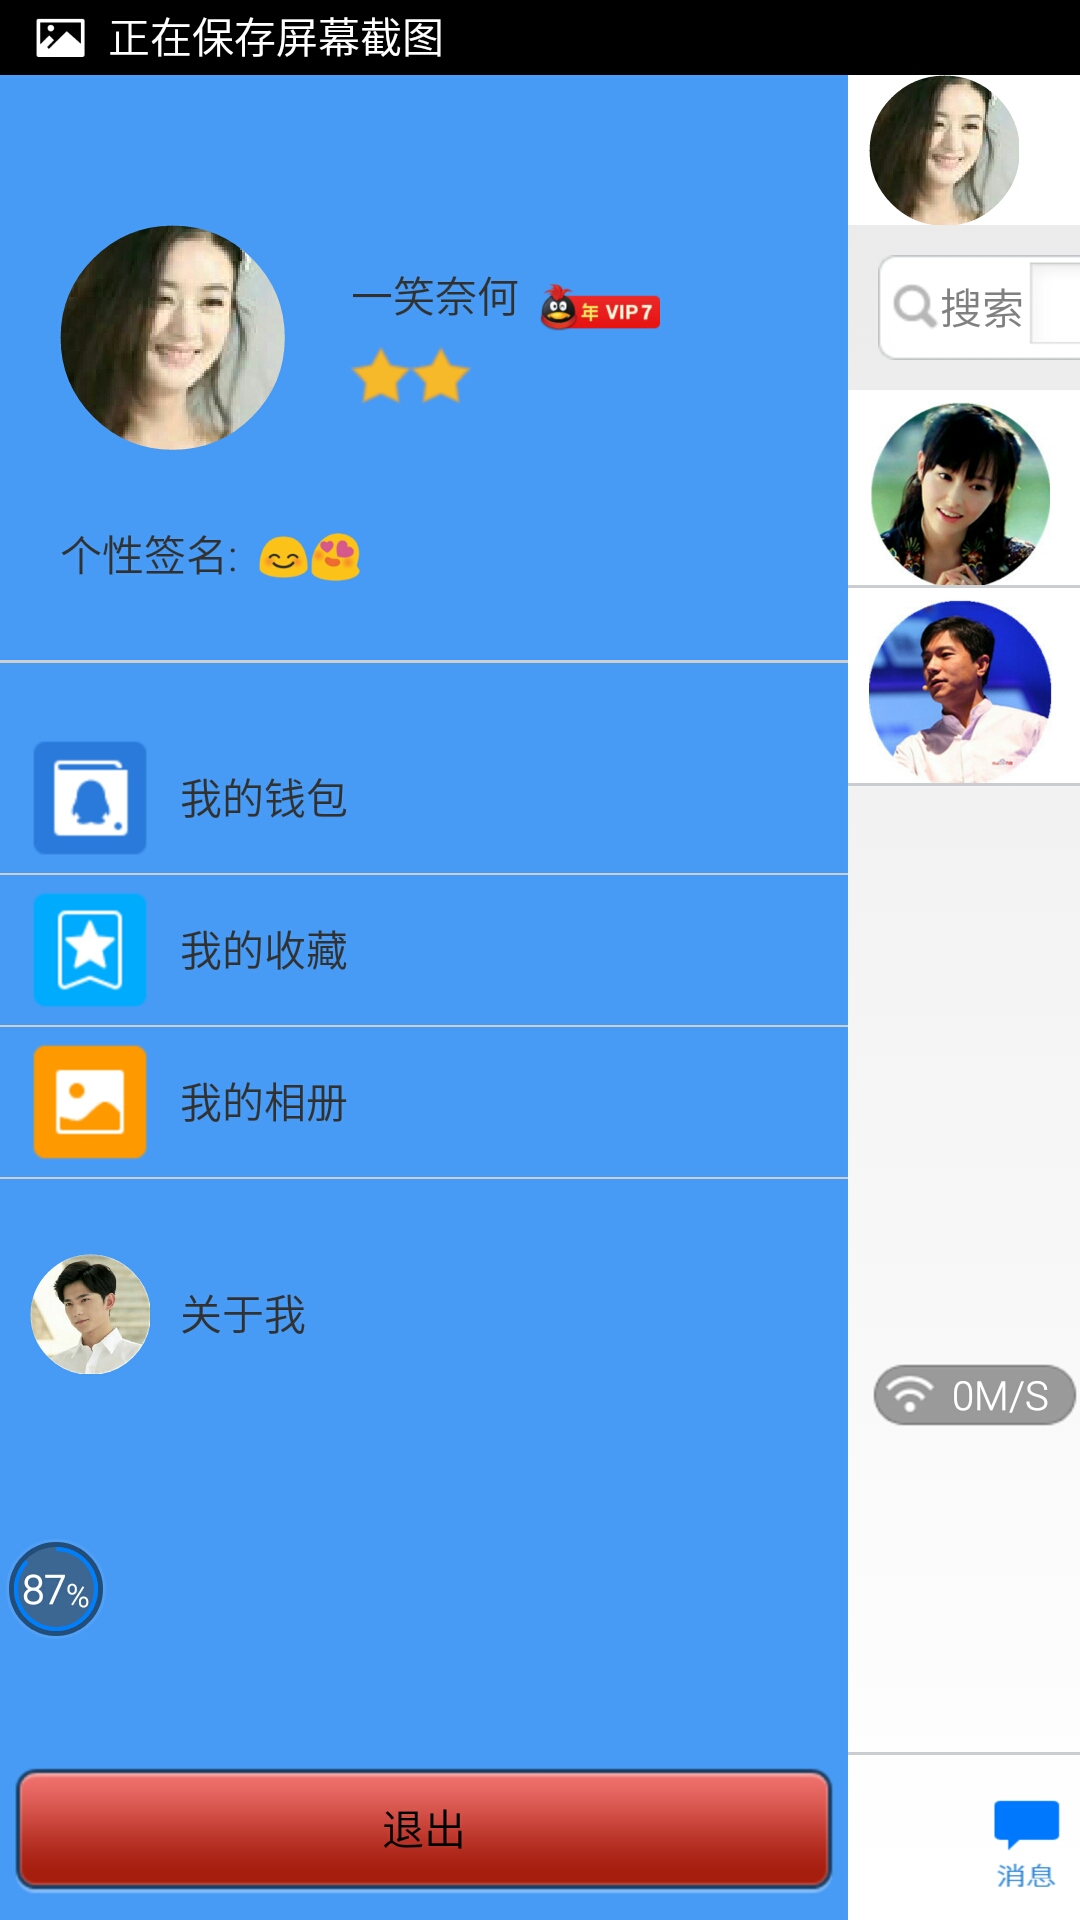 正在保存屏幕截图
一笑奈何 年 VIP 7
搜索
个性签名: 😊😍
我的钱包
我的收藏
我的相册
关于我
0M/S
87%
退出
消息